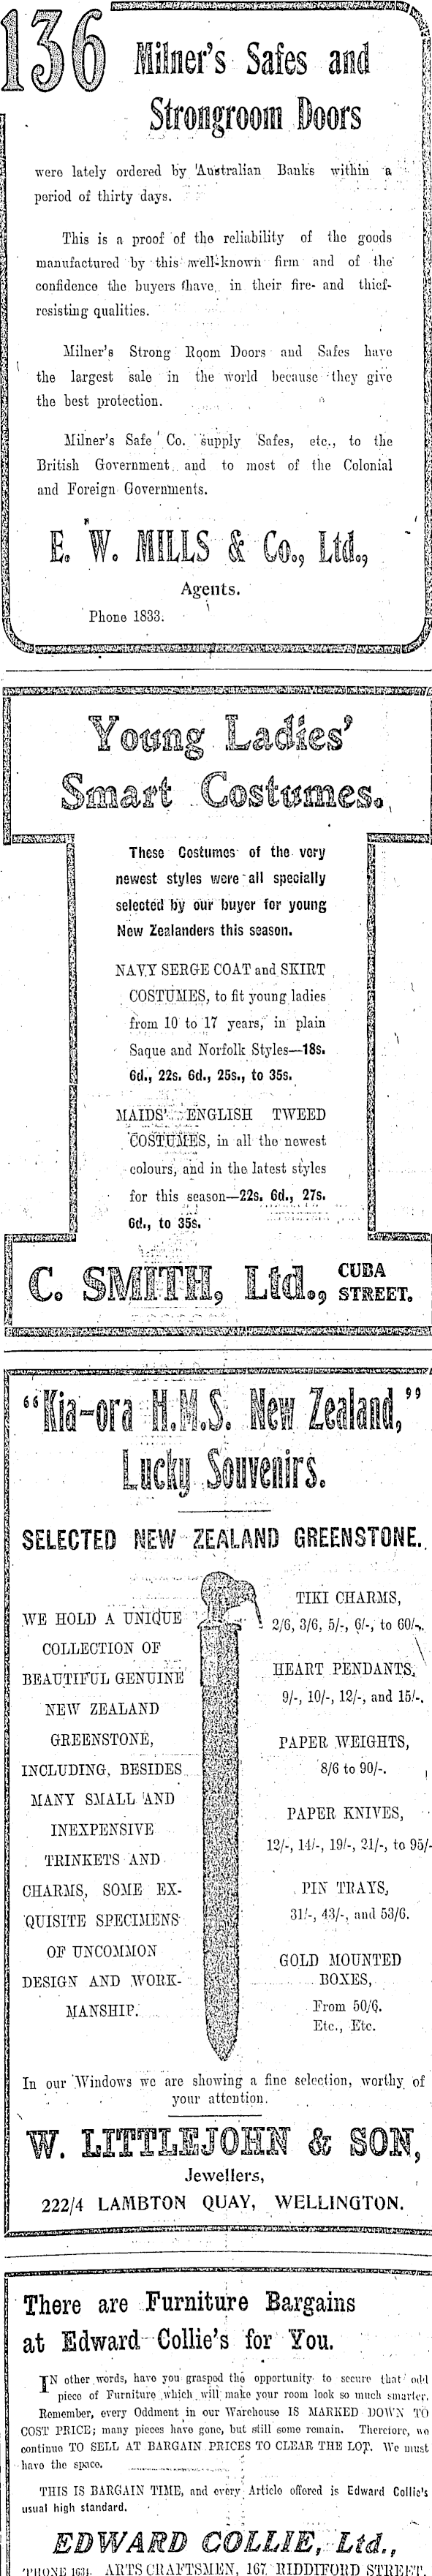 136 Milner's Safes and
Strongroom Doors
were lately ordered by Australian Banks within a
period of thirty days.
This is a proof of the reliability of the goods
manufactured by this well-known firm and of the
confidence the buyers have in their fire- and thief-
resisting qualities.
Milner's Strong Room Doors and Safes have
the largest sale in the world because they give
the best protection.
Milner's Safe Co. supply Safes, etc., to the
British Government and to most of the Colonial
and Foreign Governments.
E. W. MILLS & Co., Ltd.,
Agents.
Phone 1833.
Young Ladies'
Smart Costumes.
These Costumes of the very
newest styles were all specially
selected by our buyer for young
New Zealanders this season.
NAVY SERGE COAT and SKIRT
COSTUMES, to fit young ladies
from 10 to 17 years, in plain
Saque and Norfolk Styles—18s.
6d., 22s. 6d., 25s., to 35s.
MAIDS' ENGLISH TWEED
COSTUMES, in all the newest
colours, and in the latest styles
for this season—22s. 6d., 27s.
6d., to 35s.
C. SMITH, Ltd., CUBA
STREET.
"Kia-ora H.M.S. New Zealand,"
Lucky Souvenirs.
SELECTED NEW ZEALAND GREENSTONE.
WE HOLD A UNIQUE
COLLECTION OF
BEAUTIFUL GENUINE
NEW ZEALAND
GREENSTONE,
INCLUDING, BESIDES
MANY SMALL AND
INEXPENSIVE
TRINKETS AND
CHARMS, SOME EX-
QUISITE SPECIMENS
OF UNCOMMON
DESIGN AND WORK-
MANSHIP.
TIKI CHARMS,
2/6, 3/6, 5/-, 6/-, to 60/-.
HEART PENDANTS,
9/-, 10/-, 12/-, and 15/-.
PAPER WEIGHTS,
8/6 to 90/-.
PAPER KNIVES,
12/-, 14/-, 19/-, 21/-, to 95/-
PIN TRAYS,
31/-, 43/-, and 53/6.
GOLD MOUNTED
BOXES,
From 50/6.
Etc., Etc.
In our Windows we are showing a fine selection, worthy of
your attention.
W. LITTLEJOHN & SON,
Jewellers,
222/4 LAMBTON QUAY, WELLINGTON.
There are Furniture Bargains
at Edward Collie's for You.
IN other words, have you grasped the opportunity to secure that odd
piece of Furniture which will make your room look so much smarter.
Remember, every Oddment in our Warehouse IS MARKED DOWN TO
COST PRICE; many pieces have gone, but still some remain. Therefore, we
continue TO SELL AT BARGAIN PRICES TO CLEAR THE LOT. We must
have the space.
THIS IS BARGAIN TIME, and every Article offered is Edward Collie's
usual high standard.
EDWARD COLLIE, Ltd.,
'PHONE 1631. ARTS CRAFTSMEN, 167, RIDDIFORD STREET.